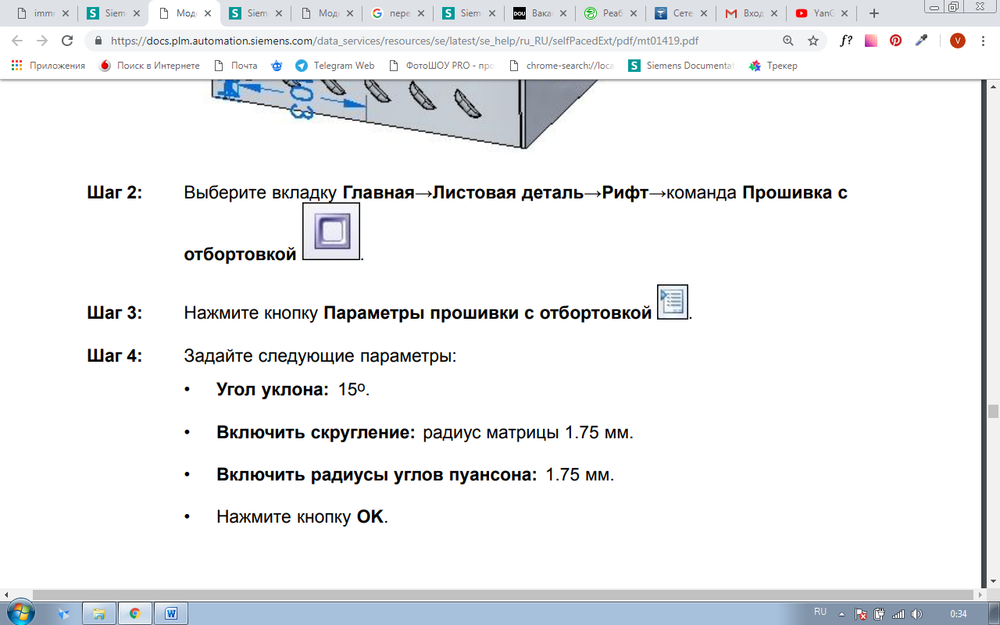 imm
Siem
Моде
Siem
Мод
пере
Siem
DOU
Вака
Реаб
Сете
Вход
YanG
https://docs.plm.automation.siemens.com/data_services/resources/se/latest/se_help/ru_RU/selfPacedExt/pdf/mt01419.pdf
f?
V
Приложения
Поиск в Интернете
Почта
Telegram Web
ФотоШОУ PRO - про
chrome-search://loca
Siemens Documentat
Трекер
Шаг 2: Выберите вкладку Главная→Листовая деталь→Рифт→команда Прошивка с
отбортовкой .
Шаг 3: Нажмите кнопку Параметры прошивки с отбортовкой .
Шаг 4: Задайте следующие параметры:
• Угол уклона: 15º.
• Включить скругление: радиус матрицы 1.75 мм.
• Включить радиусы углов пуансона: 1.75 мм.
• Нажмите кнопку OK.
RU
0:34